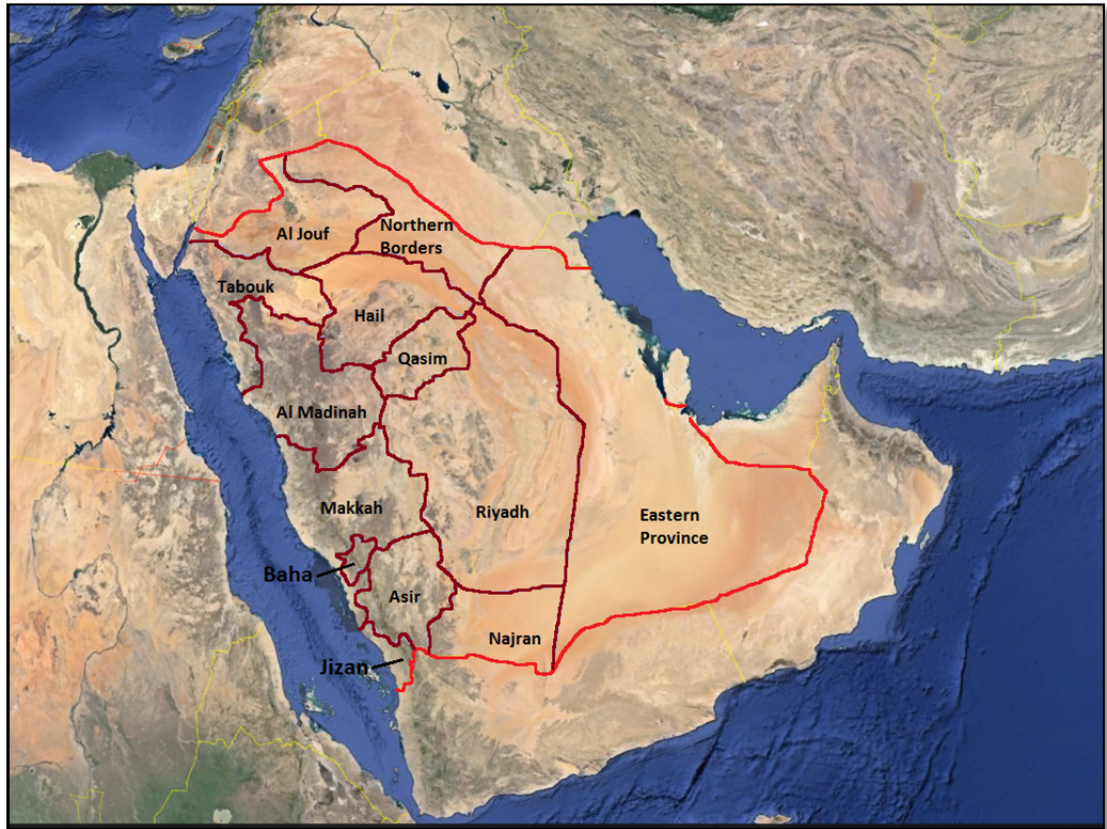 Al Jouf
Northern
Borders
Tabouk
Hail
Qasim
Al Madinah
Makkah
Riyadh
Eastern
Province
Baha
Asir
Najran
Jizan